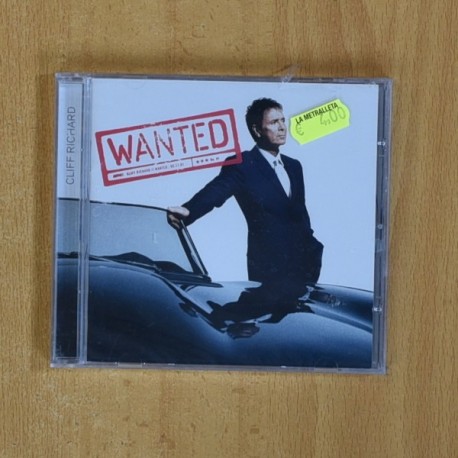 CLIFF RICHARD
WANTED
LA METRALLETA
€ 4,00